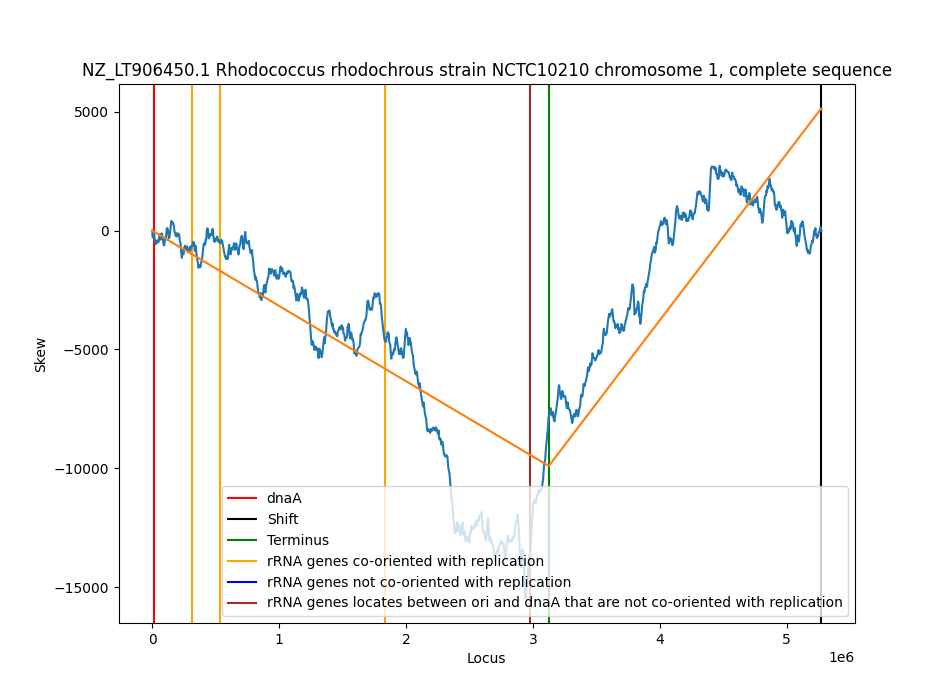 NZ_LT906450.1 Rhodococcus rhodochrous strain NCTC10210 chromosome 1, complete sequence
5000
0
−5000
−10000
−15000
Skew
dnaA
Shift
Terminus
rRNA genes co-oriented with replication
rRNA genes not co-oriented with replication
rRNA genes locates between ori and dnaA that are not co-oriented with replication
0 1 2 3 4 5
1e6
Locus